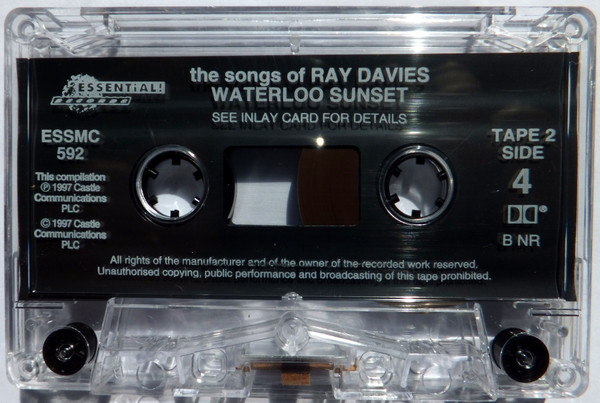 ESSENTiAL!
RECORDS
the songs of RAY DAVIES
WATERLOO SUNSET
SEE INLAY CARD FOR DETAILS
ESSMC
592
This compilation
℗ 1997 Castle
Communications
PLC
© 1997 Castle
Communications
PLC
TAPE 2
SIDE
4
®
B NR
All rights of the manufacturer and of the owner of the recorded work reserved.
Unauthorised copying, public performance and broadcasting of this tape prohibited.